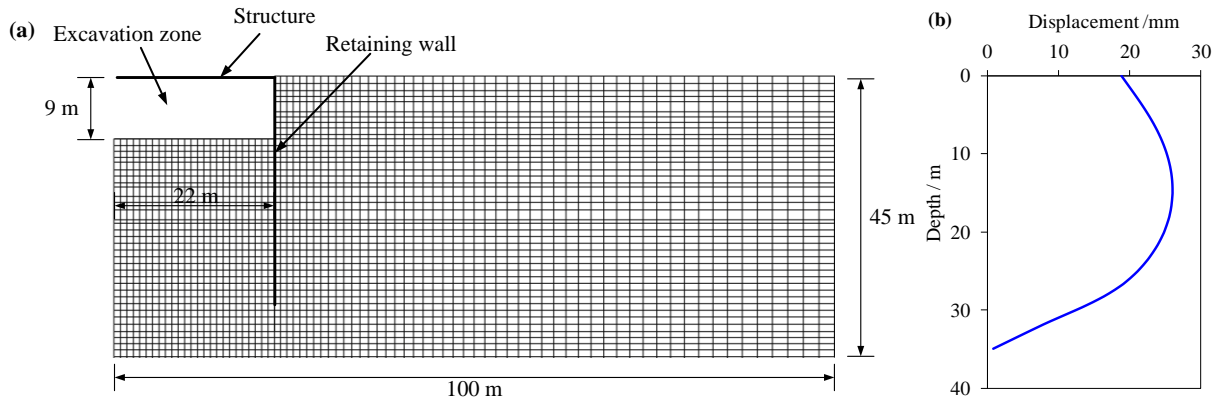 (a)
Structure
Excavation zone
Retaining wall
9 m
22 m
45 m
100 m
(b)
Displacement /mm
0 10 20 30
0
10
20
30
40
Depth / m